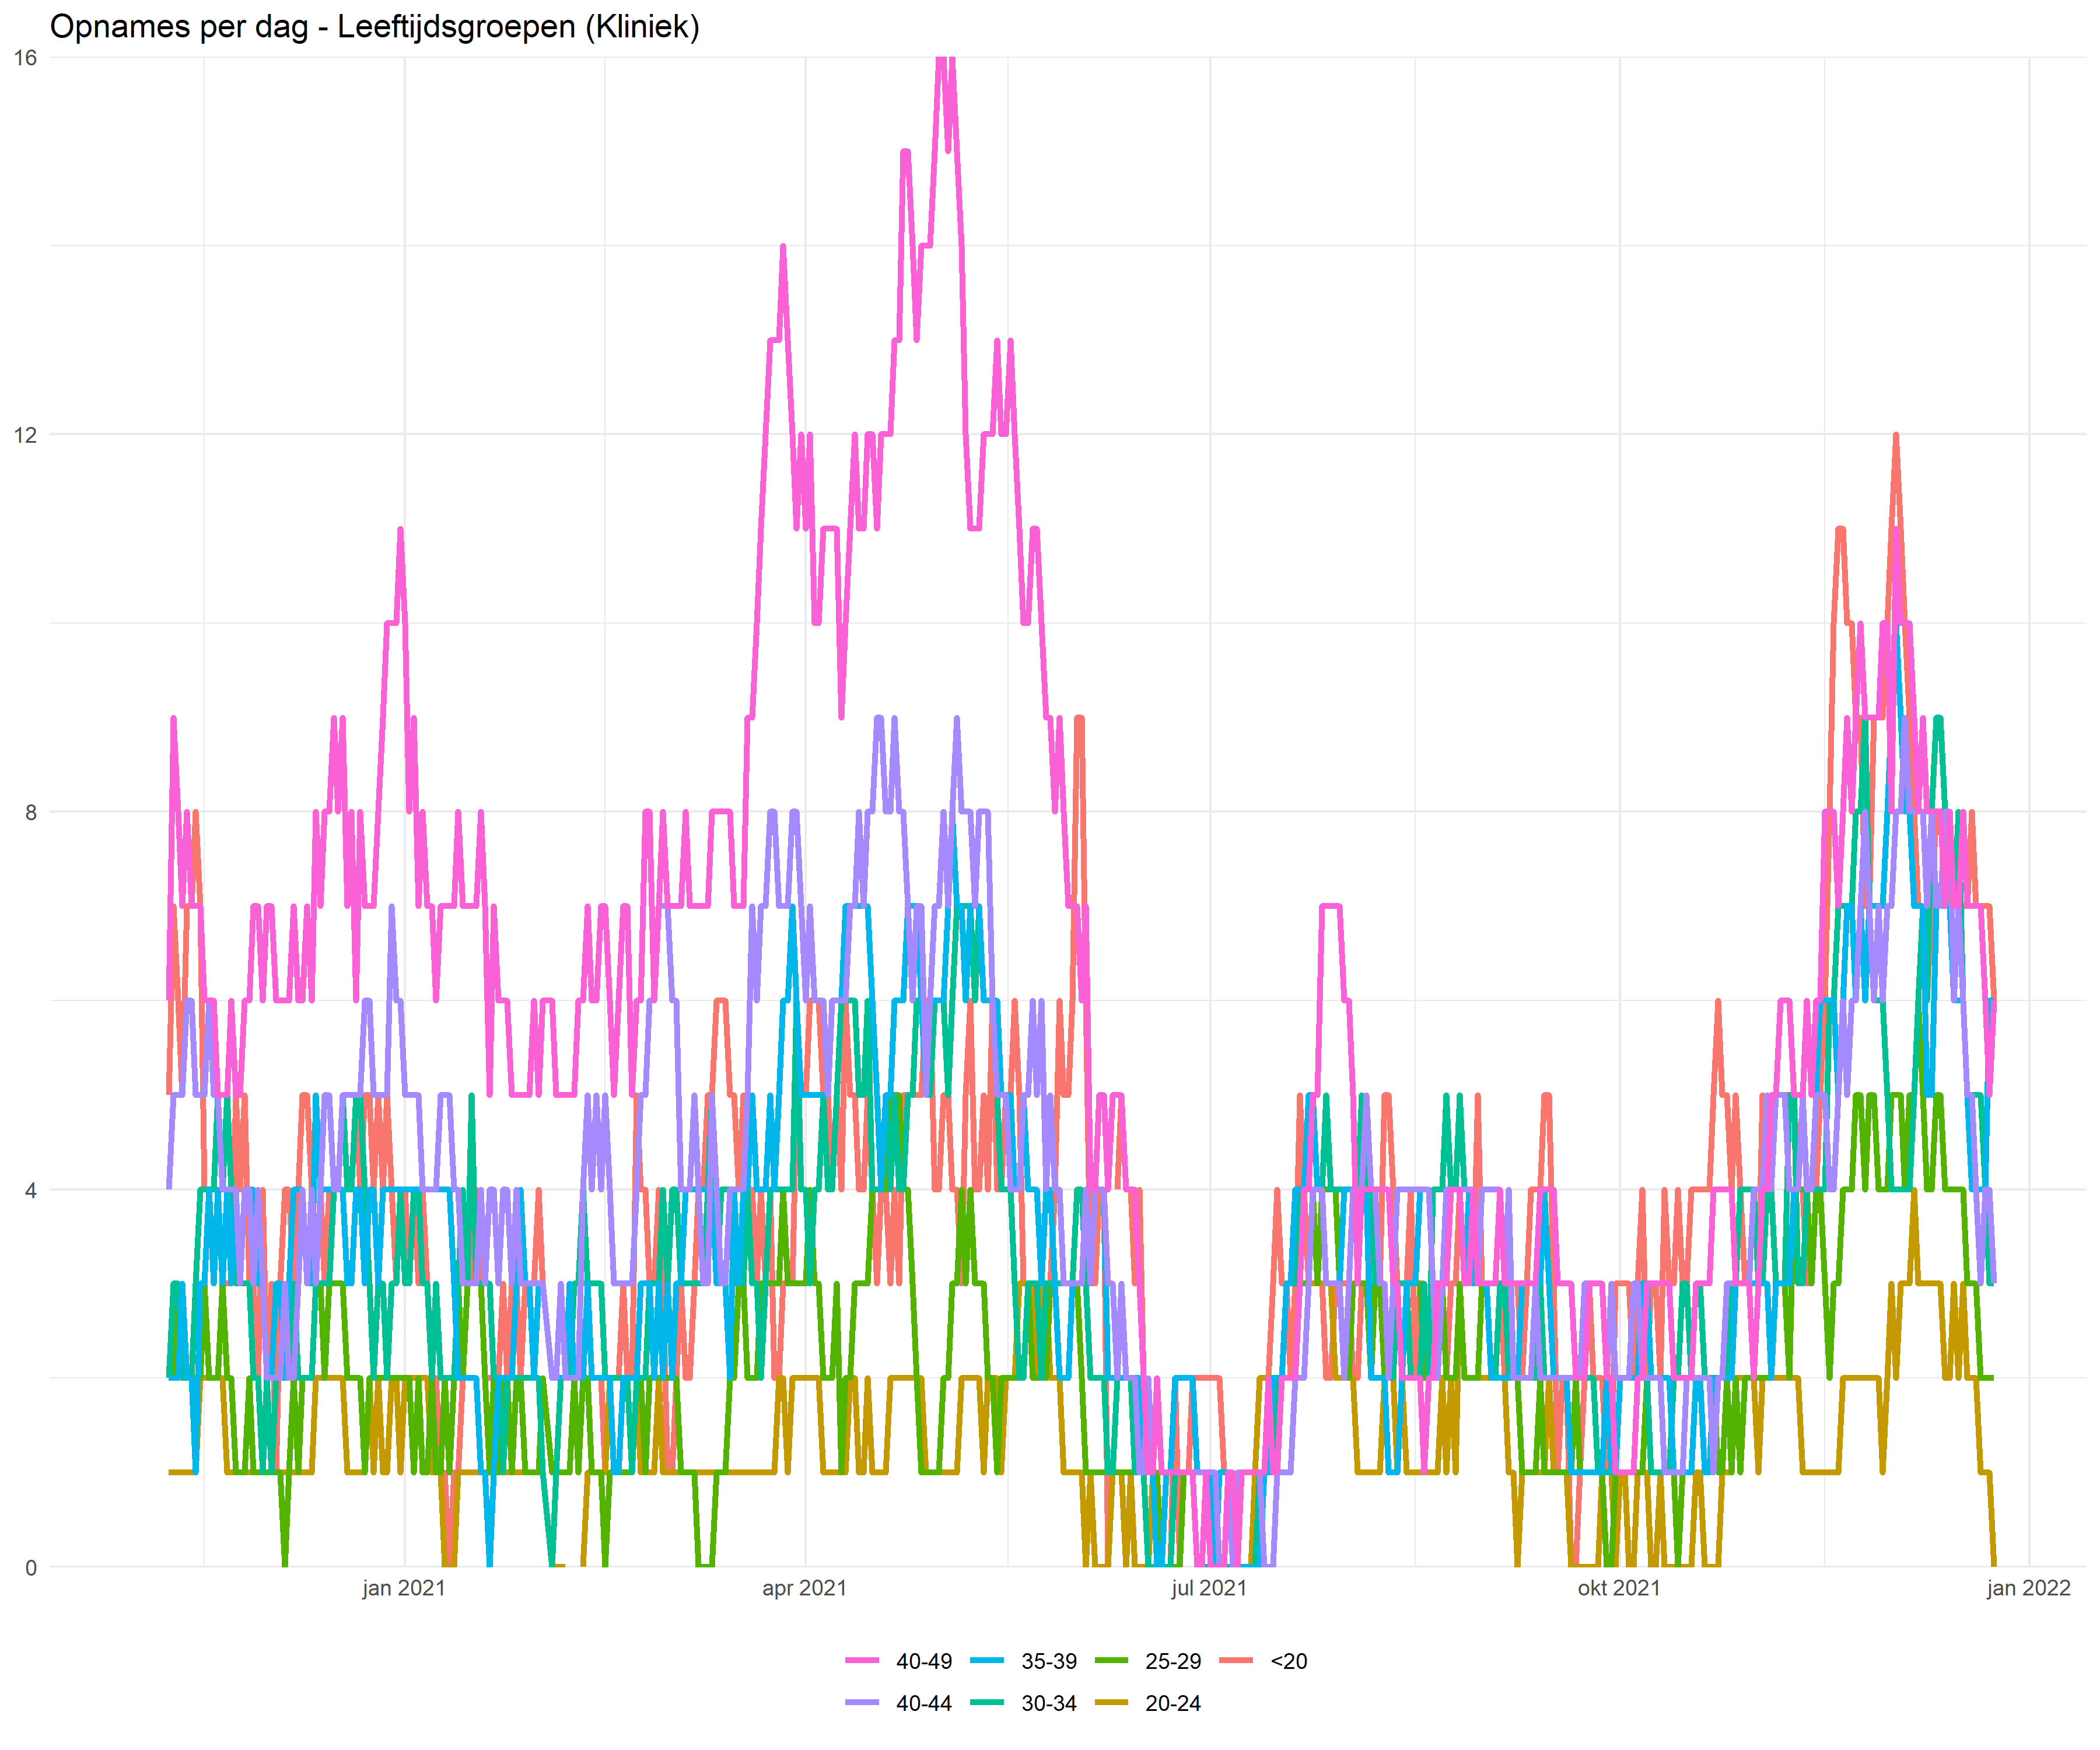 Opnames per dag - Leeftijdsgroepen (Kliniek)
16
12
8
4
0
jan 2021 apr 2021 jul 2021 okt 2021 jan 2022
40-49 35-39 25-29 <20
40-44 30-34 20-24